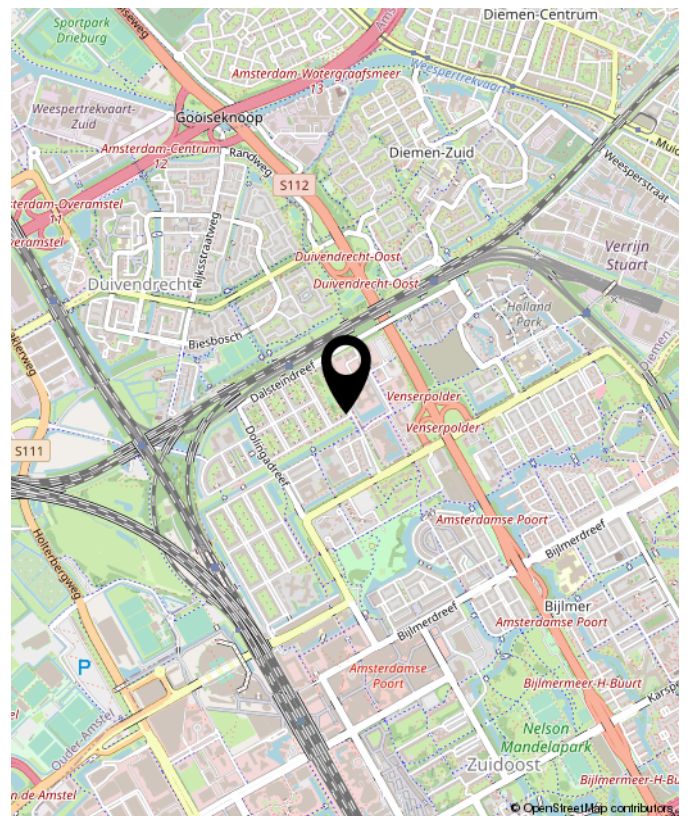 Sportpark
Drieburg
Diemen-Centrum
Amsterdam-Watergraafsmeer
13
Weespertrekvaart
Weespertrekvaart-
Zuid
Gooiseknoop
Amsterdam-Centrum
12
Randweg
Diemen-Zuid
Weesperstraat
S112
sterdam-Overamstel
11
Overamstel
Rijksstraatweg
Verrijn
Stuart
Duivendrecht-Oost
Duivendrecht-Oost
Duivendrecht
Holland
Park
Biesbosch
Diemen
Dalsteindreef
Venserpolder
Venserpolder
Dolingadreef
S111
Amsterdamse Poort
Holterbergweg
Bijlmerdreef
Bijlmer
Amsterdamse Poort
Bijlmerdreef
P
Amsterdamse
Poort
Bijlmermeer-H-Buurt
Karspe
Ouder-Amstel
Nelson
Mandelapark
Zuidoost
Bijlmermeer-H-Bu
n de Amstel
© OpenStreetMap contributors